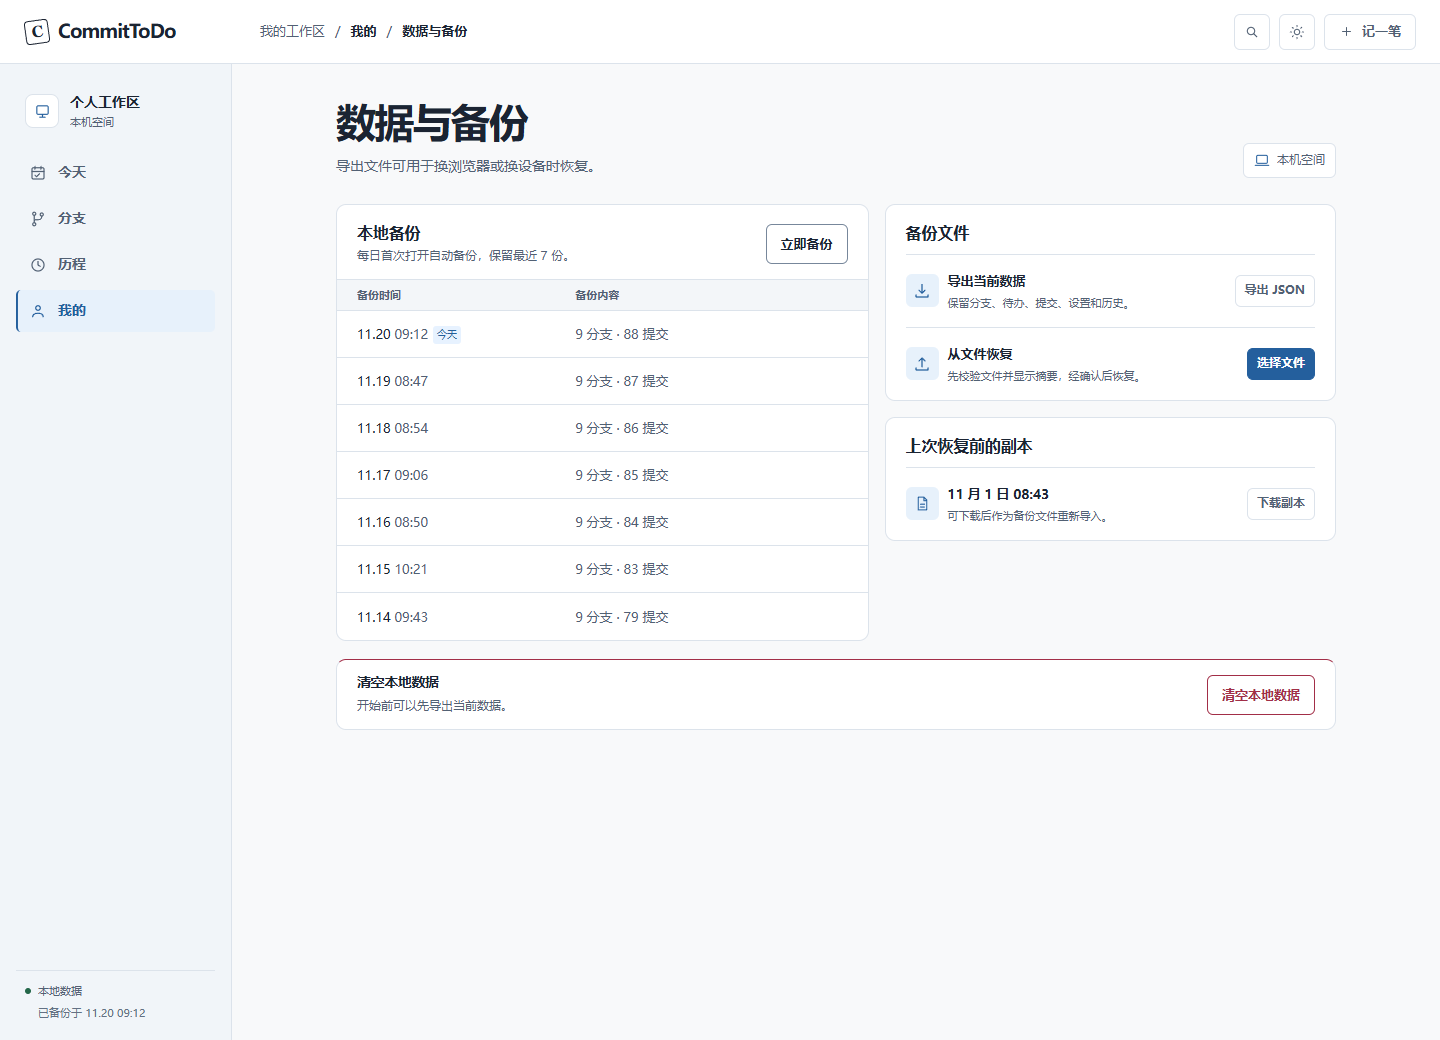 C CommitToDo
我的工作区 / 我的 / 数据与备份
记一笔
个人工作区
本机空间
今天
分支
历程
我的
本地数据
已备份于 11.20 09:12
数据与备份
导出文件可用于换浏览器或换设备时恢复。
本机空间
本地备份
每日首次打开自动备份，保留最近 7 份。
立即备份
备份时间 备份内容
11.20 09:12 今天 9 分支 · 88 提交
11.19 08:47 9 分支 · 87 提交
11.18 08:54 9 分支 · 86 提交
11.17 09:06 9 分支 · 85 提交
11.16 08:50 9 分支 · 84 提交
11.15 10:21 9 分支 · 83 提交
11.14 09:43 9 分支 · 79 提交
备份文件
导出当前数据
保留分支、待办、提交、设置和历史。
导出 JSON
从文件恢复
先校验文件并显示摘要，经确认后恢复。
选择文件
上次恢复前的副本
11 月 1 日 08:43
可下载后作为备份文件重新导入。
下载副本
清空本地数据
开始前可以先导出当前数据。
清空本地数据